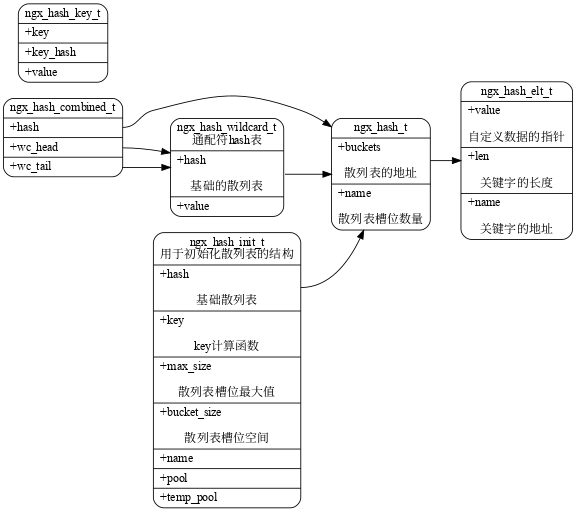 ngx_hash_key_t
+key
+key_hash
+value
ngx_hash_combined_t
+hash
+wc_head
+wc_tail
ngx_hash_wildcard_t
通配符hash表
+hash
基础的散列表
+value
ngx_hash_t
+buckets
散列表的地址
+name
散列表槽位数量
ngx_hash_elt_t
+value
自定义数据的指针
+len
关键字的长度
+name
关键字的地址
ngx_hash_init_t
用于初始化散列表的结构
+hash
基础散列表
+key
key计算函数
+max_size
散列表槽位最大值
+bucket_size
散列表槽位空间
+name
+pool
+temp_pool